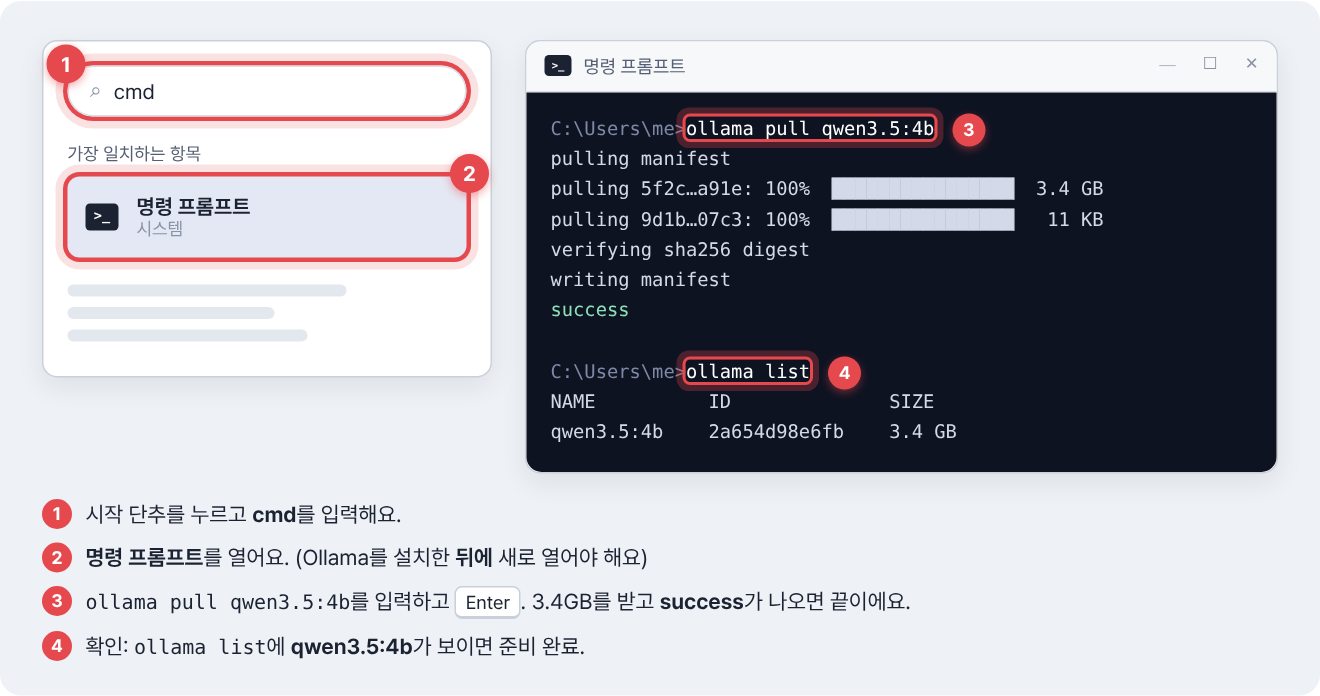 1
cmd
가장 일치하는 항목
2
>_ 명령 프롬프트
시스템
>_ 명령 프롬프트
C:\Users\me>ollama pull qwen3.5:4b 3
pulling manifest
pulling 5f2c…a91e: 100% 3.4 GB
pulling 9d1b…07c3: 100% 11 KB
verifying sha256 digest
writing manifest
success
C:\Users\me>ollama list 4
NAME ID SIZE
qwen3.5:4b 2a654d98e6fb 3.4 GB
1 시작 단추를 누르고 cmd를 입력해요.
2 명령 프롬프트를 열어요. (Ollama를 설치한 뒤에 새로 열어야 해요)
3 ollama pull qwen3.5:4b를 입력하고 Enter. 3.4GB를 받고 success가 나오면 끝이에요.
4 확인: ollama list에 qwen3.5:4b가 보이면 준비 완료.